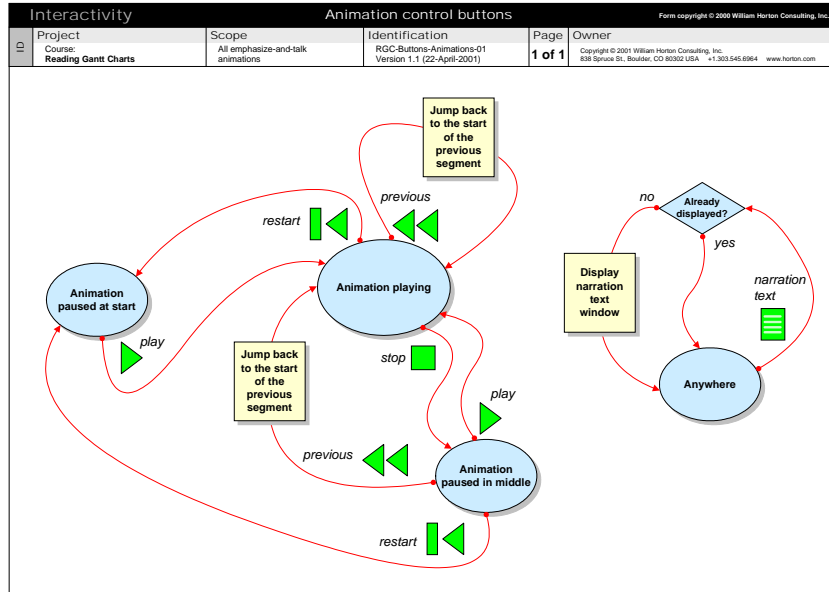 Interactivity
Animation control buttons
Form copyright © 2000 William Horton Consulting, Inc.
ID
Project
Course:
Reading Gantt Charts
Scope
All emphasize-and-talk
animations
Identification
RGC-Buttons-Animations-01
Version 1.1 (22-April-2001)
Page
1 of 1
Owner
Copyright © 2001 William Horton Consulting, Inc.
838 Spruce St., Boulder, CO 80302 USA +1.303.545.6964 www.horton.com
Jump back
to the start
of the
previous
segment
previous
restart
no
Already
displayed?
yes
Animation
paused at start
Animation playing
Display
narration
text
window
narration
text
play
Jump back
to the start
of the
previous
segment
stop
play
Anywhere
previous
Animation
paused in middle
restart